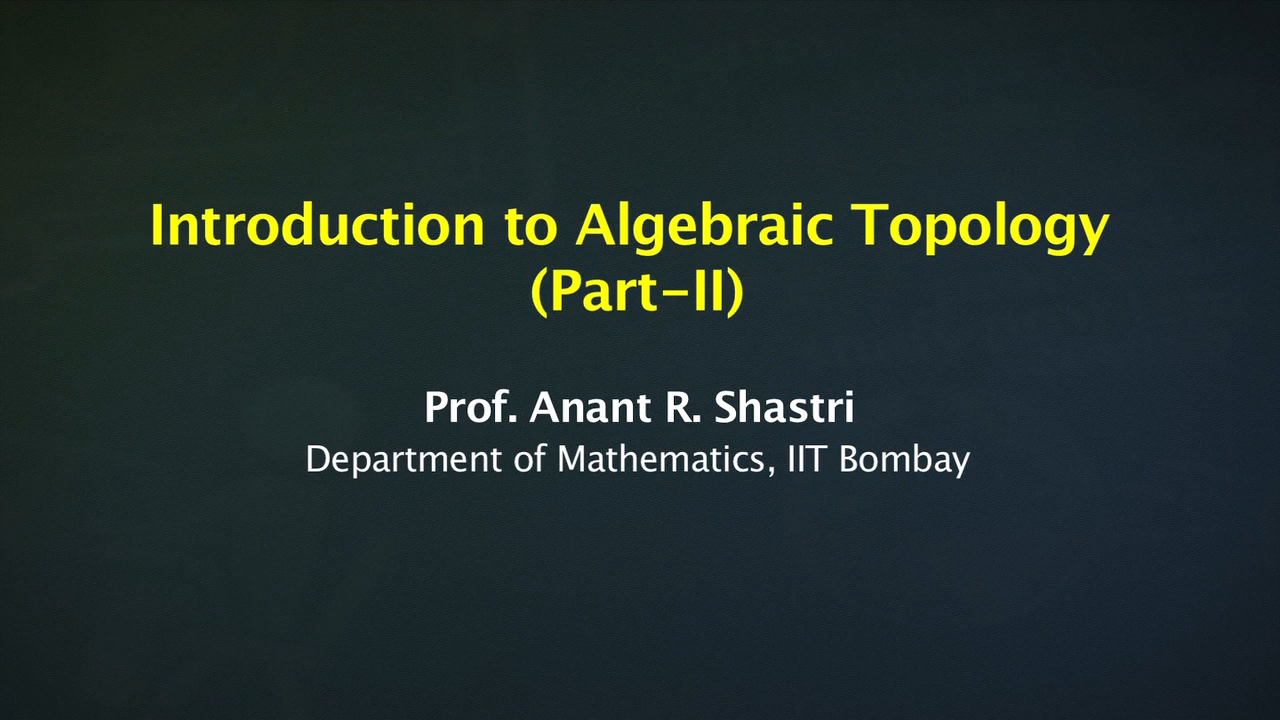 Introduction to Algebraic Topology
(Part-II)
Prof. Anant R. Shastri
Department of Mathematics, IIT Bombay